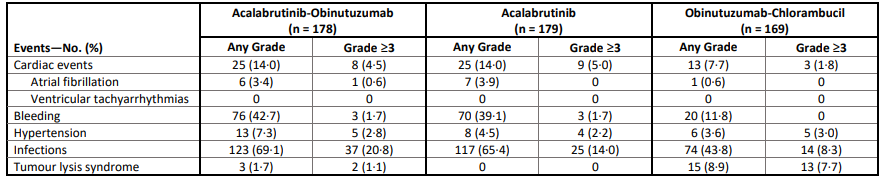 Acalabrutinib-Obinutuzumab Acalabrutinib Obinutuzumab-Chlorambucil
(n = 178) (n = 179) (n = 169)
Events—No. (%) Any Grade Grade ≥3 Any Grade Grade ≥3 Any Grade Grade ≥3
Cardiac events 25 (14·0) 8 (4·5) 25 (14·0) 9 (5·0) 13 (7·7) 3 (1·8)
Atrial fibrillation 6 (3·4) 1 (0·6) 7 (3·9) 0 1 (0·6) 0
Ventricular tachyarrhythmias 0 0 0 0 0 0
Bleeding 76 (42·7) 3 (1·7) 70 (39·1) 3 (1·7) 20 (11·8) 0
Hypertension 13 (7·3) 5 (2·8) 8 (4·5) 4 (2·2) 6 (3·6) 5 (3·0)
Infections 123 (69·1) 37 (20·8) 117 (65·4) 25 (14·0) 74 (43·8) 14 (8·3)
Tumour lysis syndrome 3 (1·7) 2 (1·1) 0 0 15 (8·9) 13 (7·7)